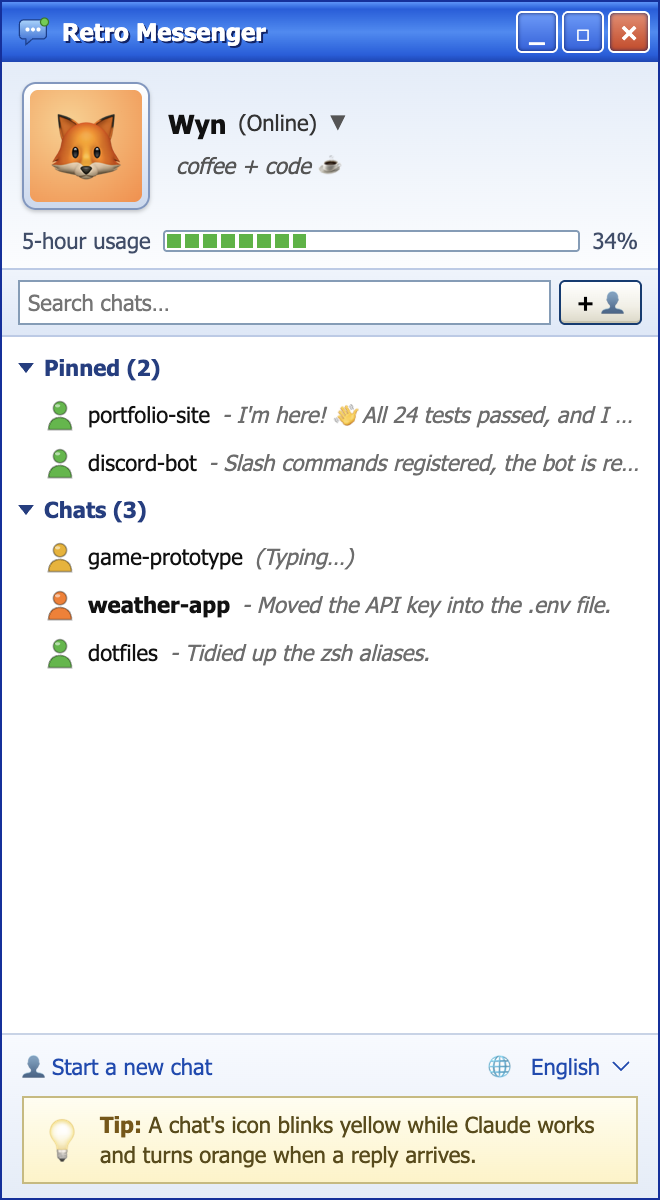 Retro Messenger
Wyn (Online) ▼
coffee + code ☕
5-hour usage 34%
Search chats...
+
Pinned (2)
portfolio-site - I'm here! 👋 All 24 tests passed, and I ...
discord-bot - Slash commands registered, the bot is re...
Chats (3)
game-prototype (Typing...)
weather-app - Moved the API key into the .env file.
dotfiles - Tidied up the zsh aliases.
Start a new chat
English
Tip: A chat's icon blinks yellow while Claude works
and turns orange when a reply arrives.